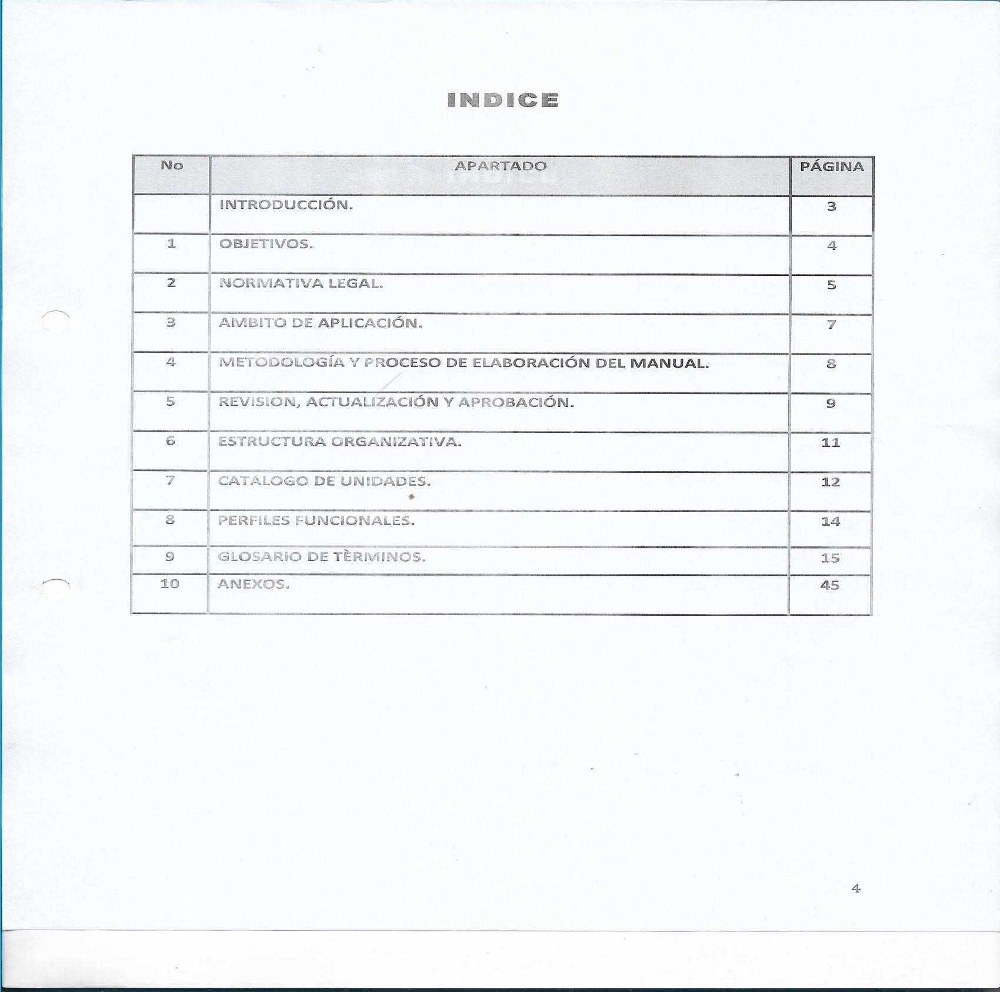 INDICE
No APARTADO PÁGINA
INTRODUCCIÓN. 3
1 OBJETIVOS. 4
2 NORMATIVA LEGAL. 5
3 AMBITO DE APLICACIÓN. 7
4 METODOLOGÍA Y PROCESO DE ELABORACIÓN DEL MANUAL. 8
5 REVISION, ACTUALIZACIÓN Y APROBACIÓN. 9
6 ESTRUCTURA ORGANIZATIVA. 11
7 CATALOGO DE UNIDADES. 12
8 PERFILES FUNCIONALES. 14
9 GLOSARIO DE TÈRMINOS. 15
10 ANEXOS. 45
4